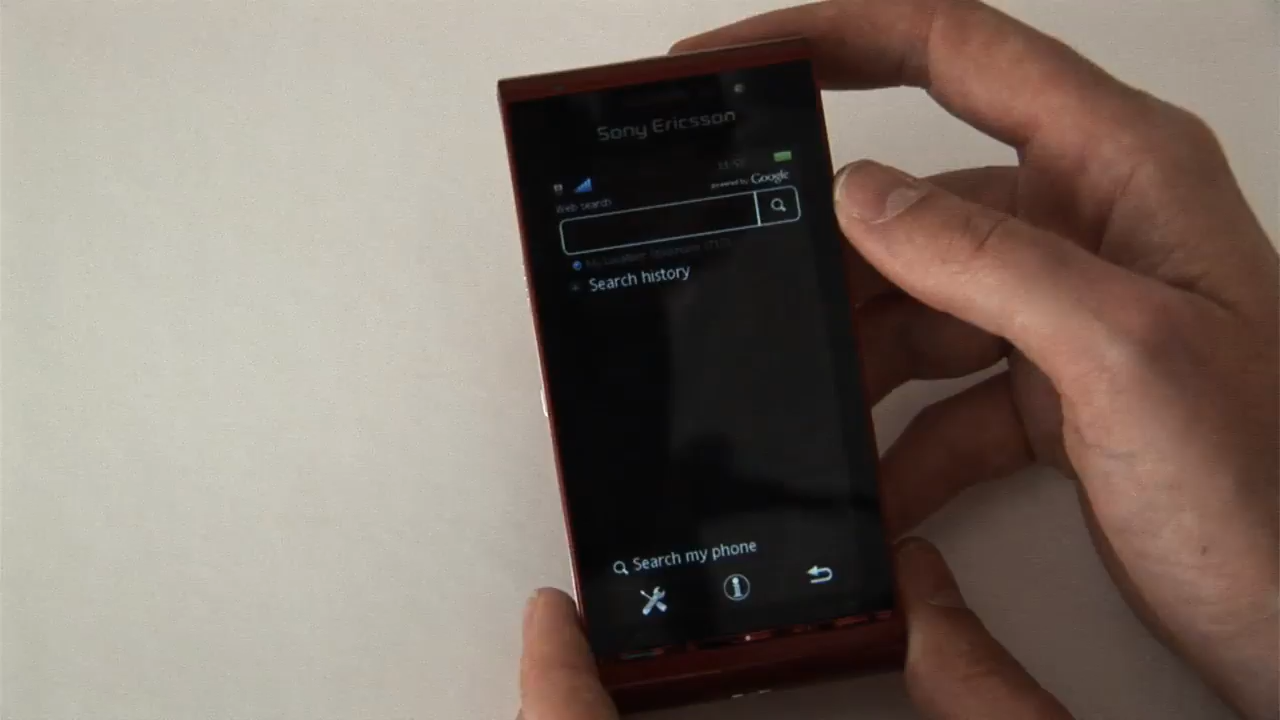 Sony Ericsson
powered by Google
Web search
Search history
Search my phone